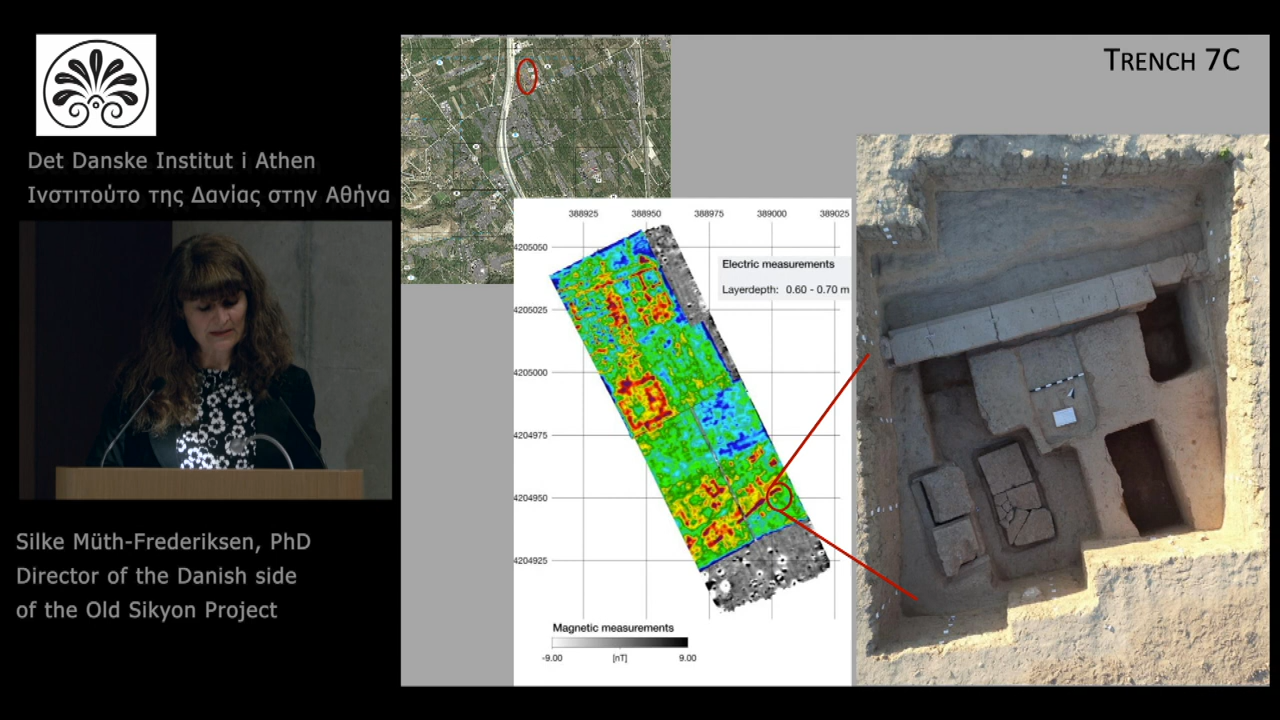 Det Danske Institut i Athen
Ινστιτούτο της Δανίας στην Αθήνα
Silke Müth-Frederiksen, PhD
Director of the Danish side
of the Old Sikyon Project
TRENCH 7C
388925 388950 388975 389000 389025
4205050
Electric measurements
Layerdepth: 0.60 - 0.70 m
4205025
4205000
4204975
4204950
4204925
Magnetic measurements
-9.00 [nT] 9.00